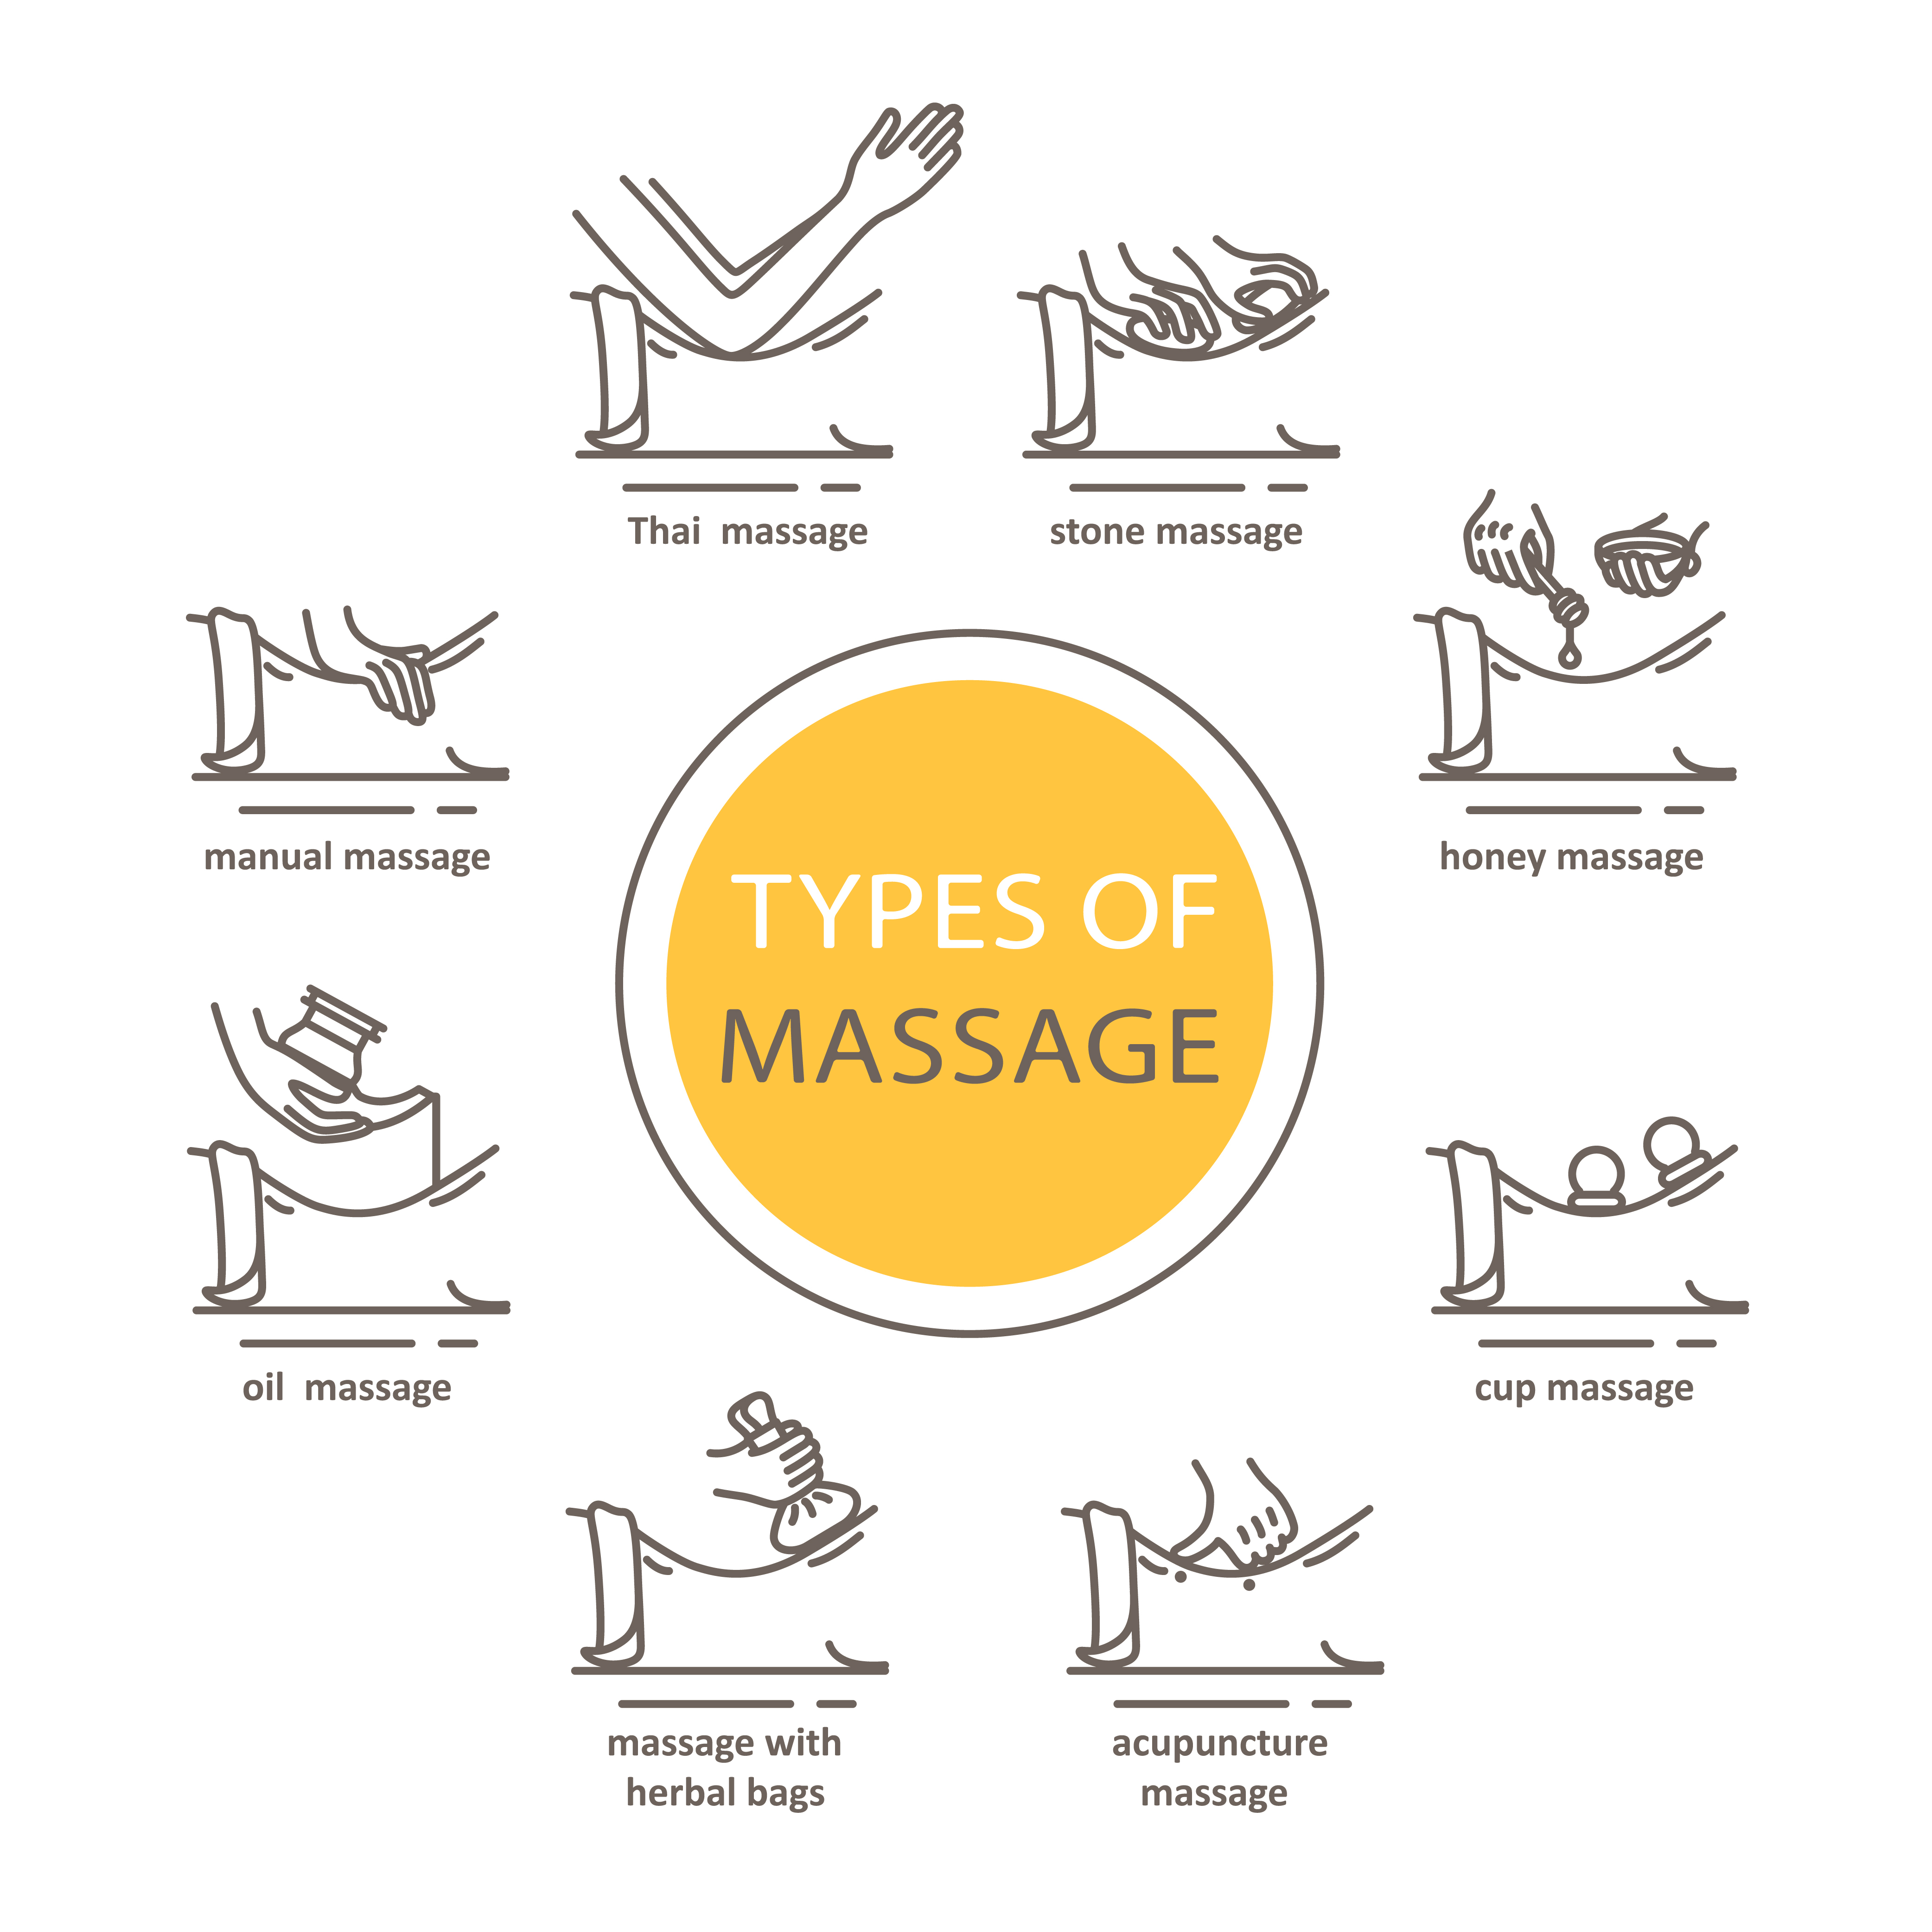 Thai massage
stone massage
manual massage
honey massage
TYPES OF
MASSAGE
oil massage
cup massage
massage with
herbal bags
acupuncture
massage